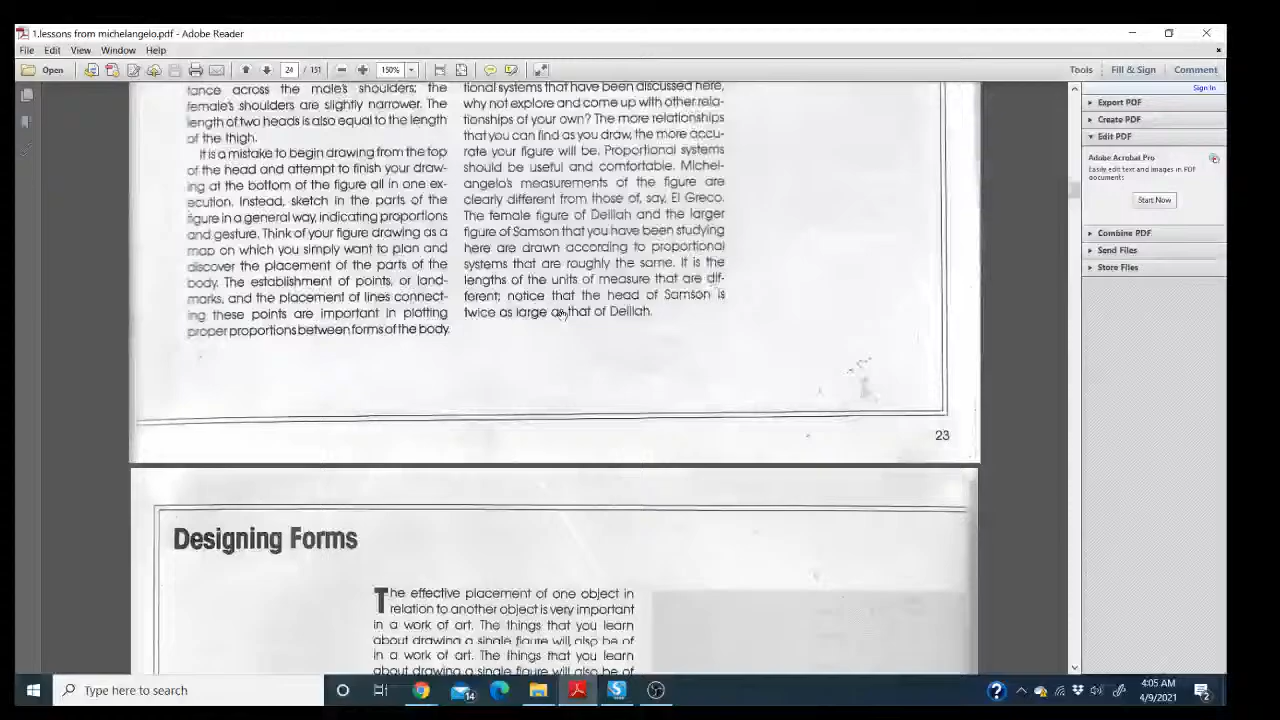 1.lessons from michelangelo.pdf - Adobe Reader
File Edit View Window Help
Open 24 / 151 150% Tools Fill & Sign Comment
Sign In
Export PDF
Create PDF
Edit PDF
Adobe Acrobat Pro
Easily edit text and images in PDF
documents
Start Now
Combine PDF
Send Files
Store Files
tance across the male's shoulders; the
female's shoulders are slightly narrower. The
length of two heads is also equal to the length
of the thigh.
It is a mistake to begin drawing from the top
of the head and attempt to finish your draw-
ing at the bottom of the figure all in one ex-
ecution. Instead, sketch in the parts of the
figure in a general way, indicating proportions
and gesture. Think of your figure drawing as a
map on which you simply want to plan and
discover the placement of the parts of the
body. The establishment of points, or land-
marks, and the placement of lines connect-
ing these points are important in plotting
proper proportions between forms of the body.
tional systems that have been discussed here,
why not explore and come up with other rela-
tionships of your own? The more relationships
that you can find as you draw, the more accu-
rate your figure will be. Proportional systems
should be useful and comfortable. Michel-
angelo's measurements of the figure are
clearly different from those of, say, El Greco.
The female figure of Delilah and the larger
figure of Samson that you have been studying
here are drawn according to proportional
systems that are roughly the same. It is the
lengths of the units of measure that are dif-
ferent; notice that the head of Samson is
twice as large as that of Delilah.
23
Designing Forms
The effective placement of one object in
relation to another object is very important
in a work of art. The things that you learn
about drawing a single figure will also be of
in a work of art. The things that you learn
about drawing a single figure will also be of
Type here to search
14
4:05 AM
4/9/2021
2